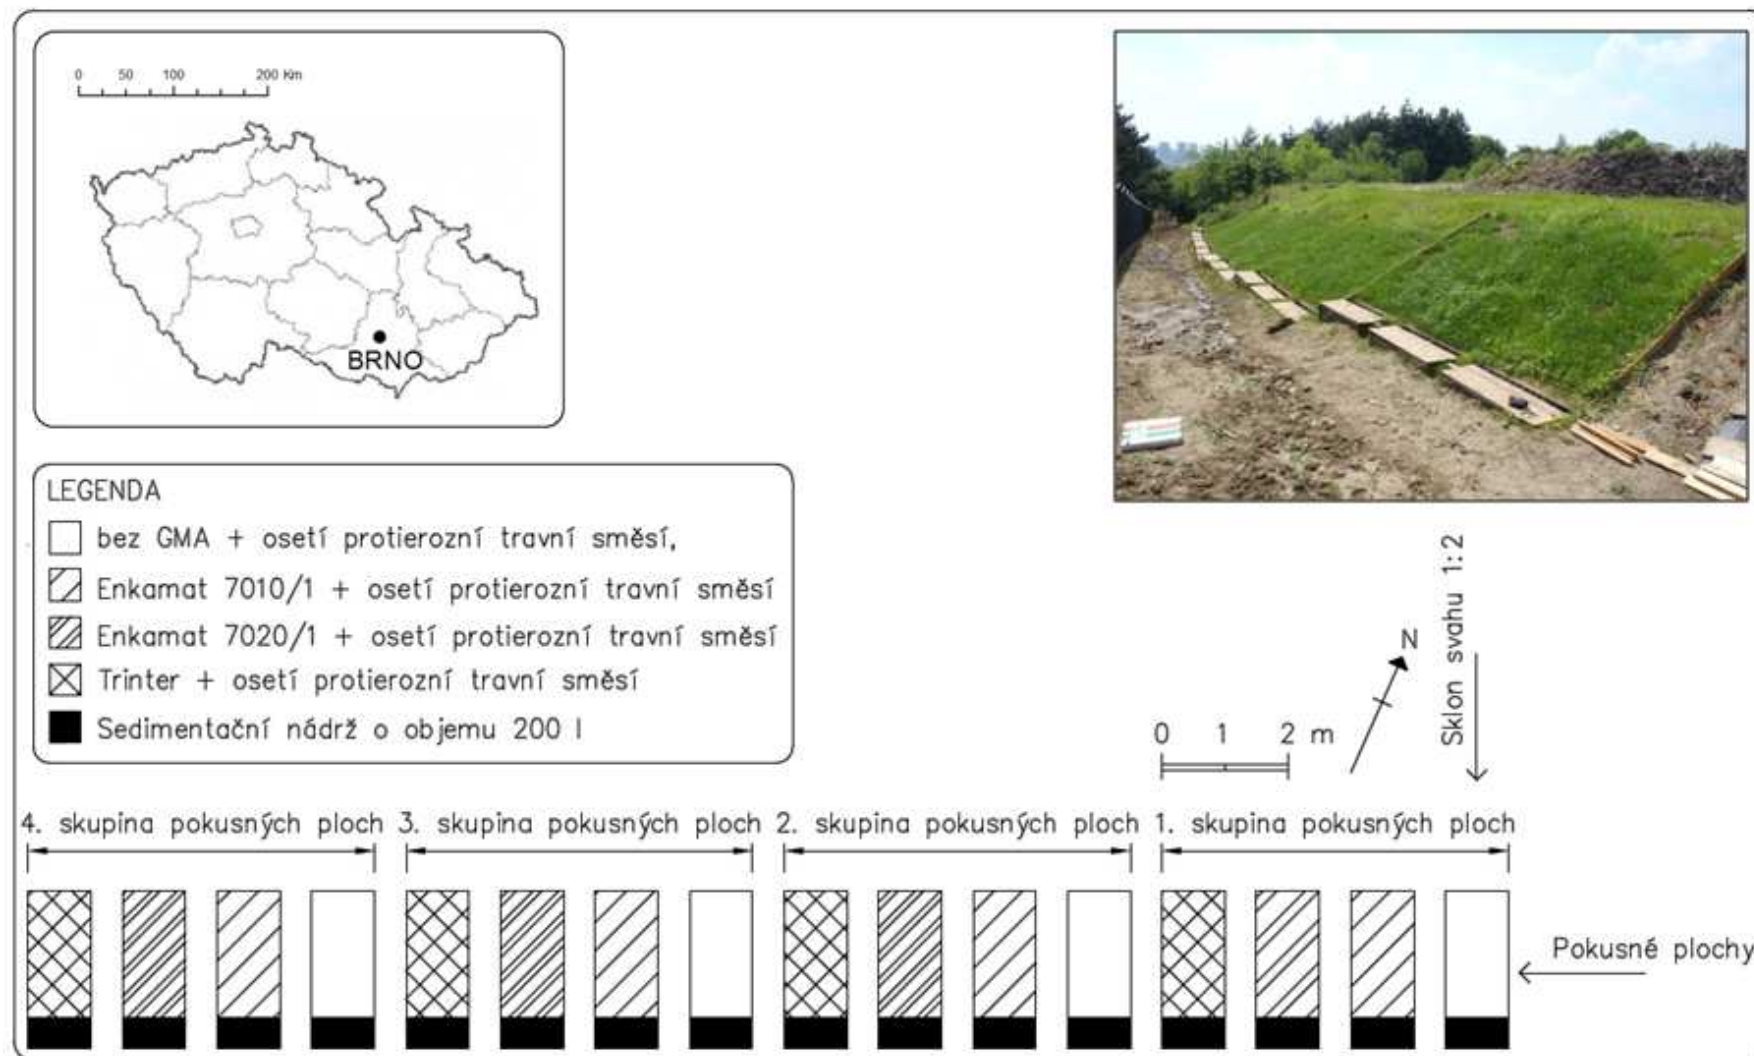 0 50 100 200 Km
BRNO
LEGENDA
bez GMA + osetí protierozní travní směsí,
Enkamat 7010/1 + osetí protierozní travní směsí
Enkamat 7020/1 + osetí protierozní travní směsí
Trinter + osetí protierozní travní směsí
Sedimentační nádrž o objemu 200 l
Sklon svahu 1:2
N
0 1 2 m
4. skupina pokusných ploch 3. skupina pokusných ploch 2. skupina pokusných ploch 1. skupina pokusných ploch
Pokusné plochy